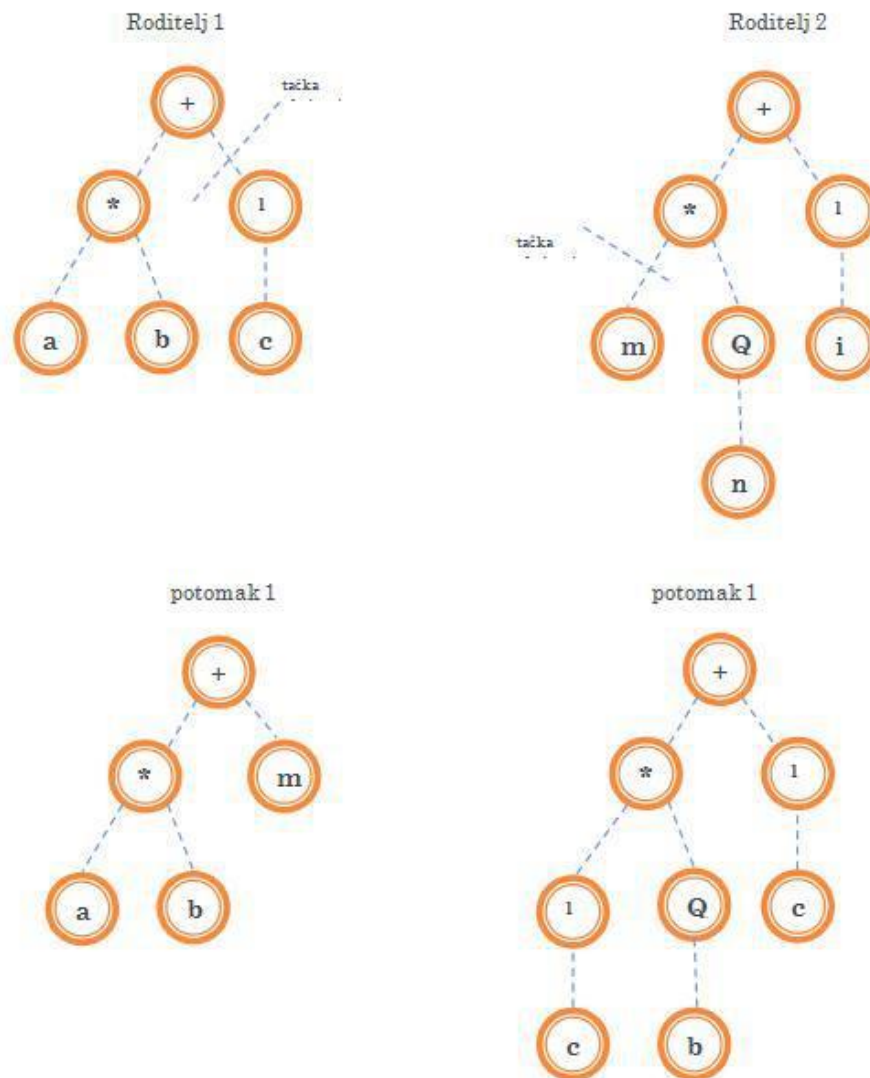 Roditelj 1
Roditelj 2
+
tačka
+
*
1
*
1
tačka
a
b
c
m
Q
i
n
potomak 1
potomak 1
+
+
*
m
*
1
a
b
1
Q
c
c
b